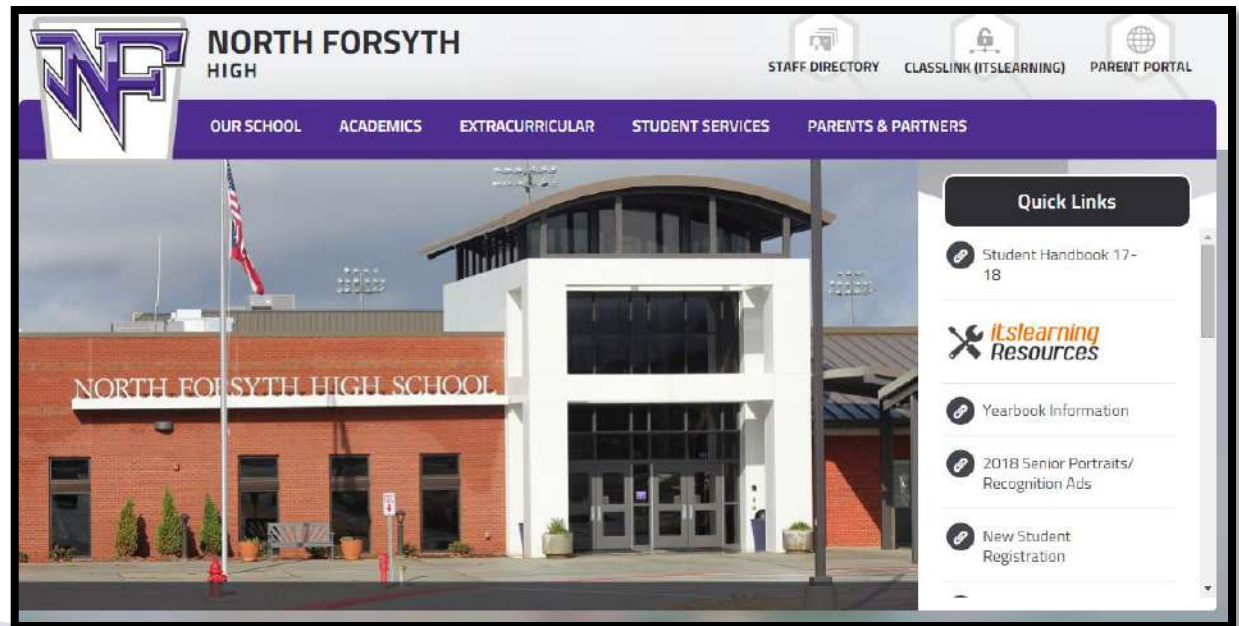 NF
NORTH FORSYTH
HIGH
STAFF DIRECTORY
CLASSLINK (ITSLEARNING)
PARENT PORTAL
OUR SCHOOL
ACADEMICS
EXTRACURRICULAR
STUDENT SERVICES
PARENTS & PARTNERS
NORTH FORSYTH HIGH SCHOOL
Quick Links
Student Handbook 17-
18
itslearning
Resources
Yearbook Information
2018 Senior Portraits/
Recognition Ads
New Student
Registration